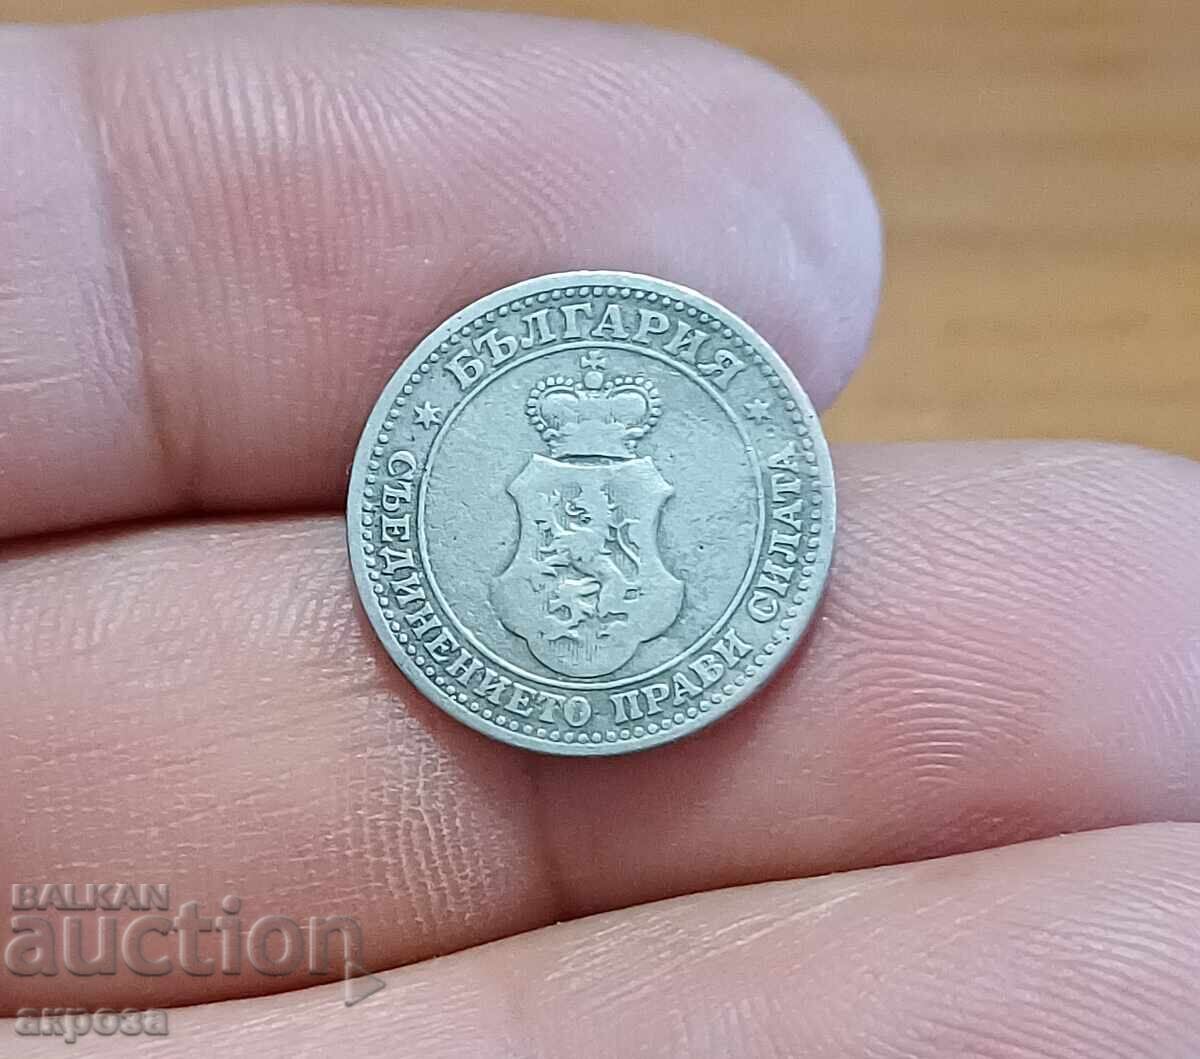 БЪЛГАРИЯ
СЪЕДИНЕНИЕТО ПРАВИ СИЛАТА
BALKAN
auction
акроза